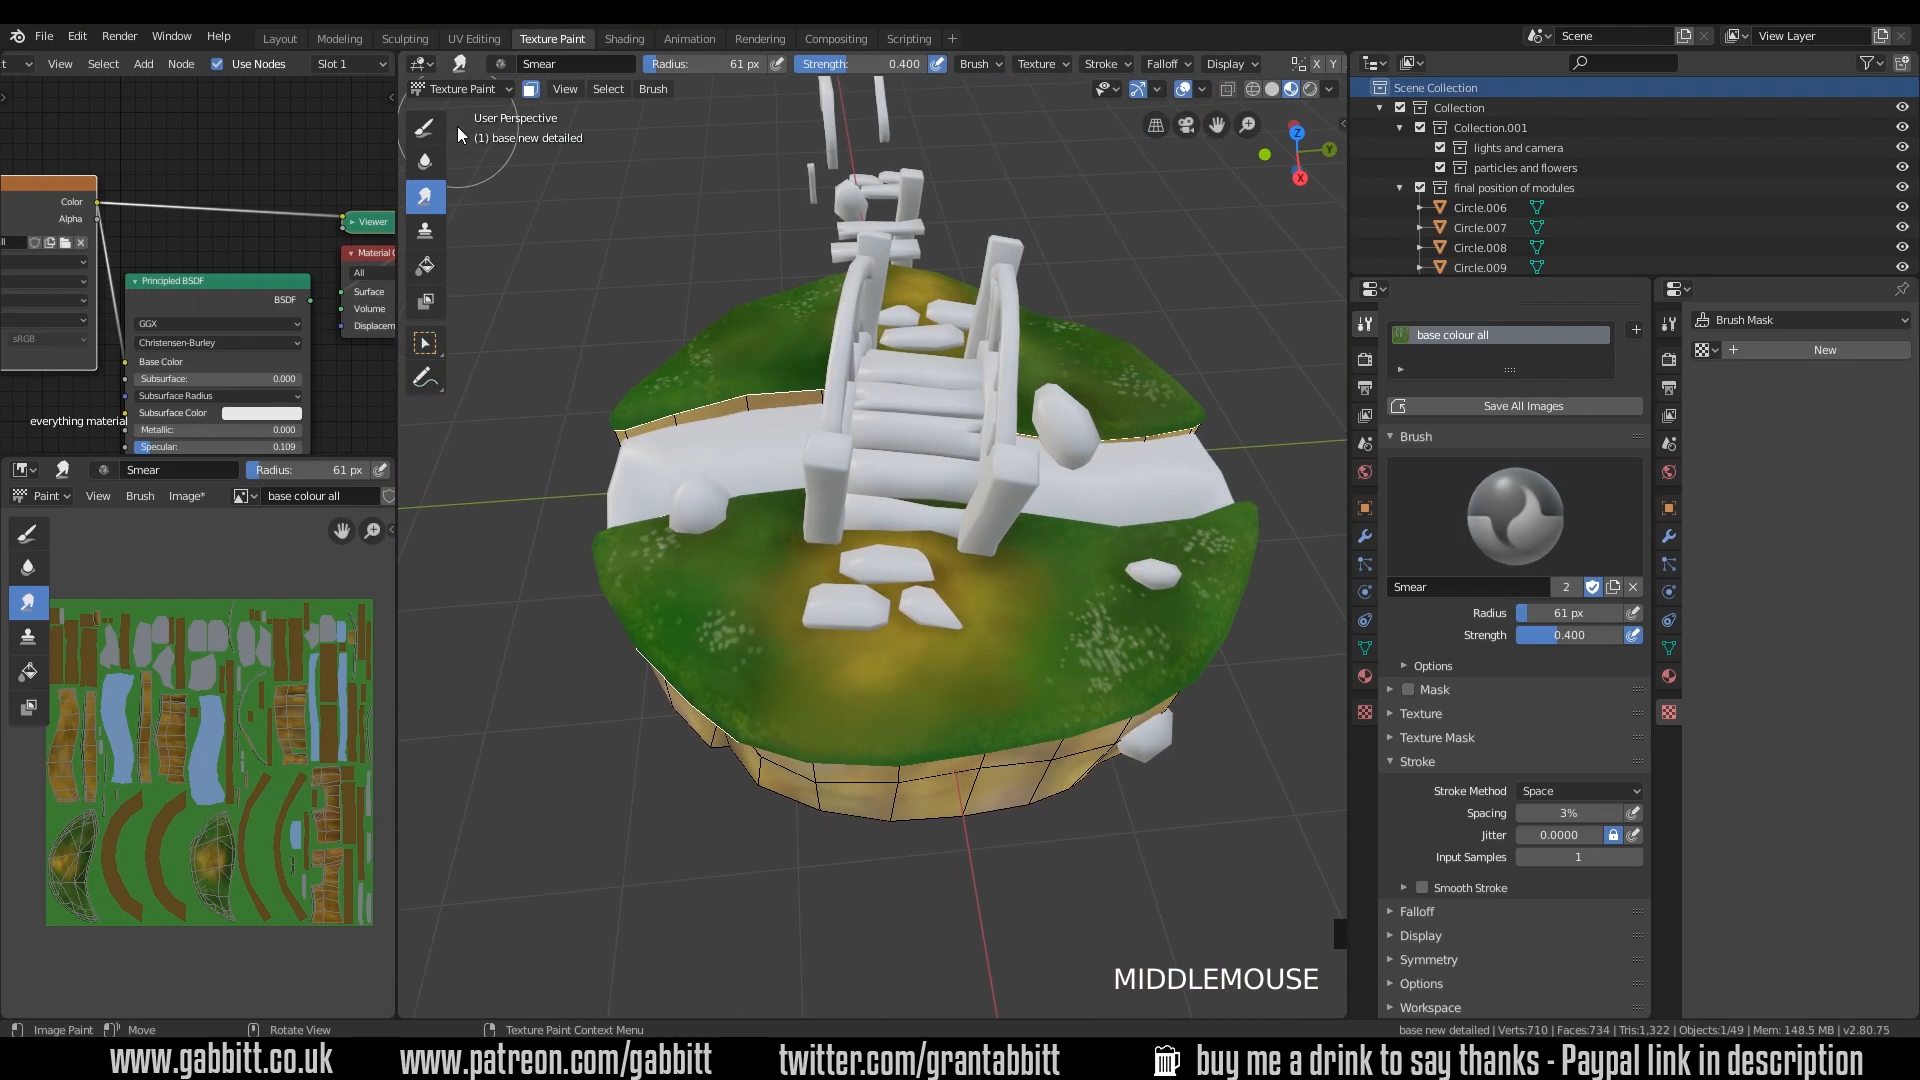 File Edit Render Window Help
Layout Modeling Sculpting UV Editing Texture Paint Shading Animation Rendering Compositing Scripting +
Scene View Layer
View Select Add Node Use Nodes Slot 1
Smear Radius: 61 px Strength: 0.400 Brush Texture Stroke Falloff Display X Y
Texture Paint View Select Brush
User Perspective
(1) base new detailed
Z Y X
Scene Collection
Collection
Collection.001
lights and camera
particles and flowers
final position of modules
Circle.006
Circle.007
Circle.008
Circle.009
Color
Alpha
Viewer
sRGB
Principled BSDF
BSDF
GGX
Christensen-Burley
Base Color
Subsurface: 0.000
Subsurface Radius
Subsurface Color
Metallic: 0.000
Specular: 0.109
everything material
Material
All
Surface
Volume
Displacem
Smear Radius: 61 px
Paint View Brush Image* base colour all
base colour all
Save All Images
Brush
Smear 2
Radius 61 px
Strength 0.400
Options
Mask
Texture
Texture Mask
Stroke
Stroke Method Space
Spacing 3%
Jitter 0.0000
Input Samples 1
Smooth Stroke
Falloff
Display
Symmetry
Options
Workspace
Brush Mask
New
MIDDLEMOUSE
Image Paint Move Rotate View Texture Paint Context Menu
base new detailed | Verts:710 | Faces:734 | Tris:1,322 | Objects:1/49 | Mem: 148.5 MB | v2.80.75
www.gabbitt.co.uk www.patreon.com/gabbitt twitter.com/grantabbitt buy me a drink to say thanks - Paypal link in description